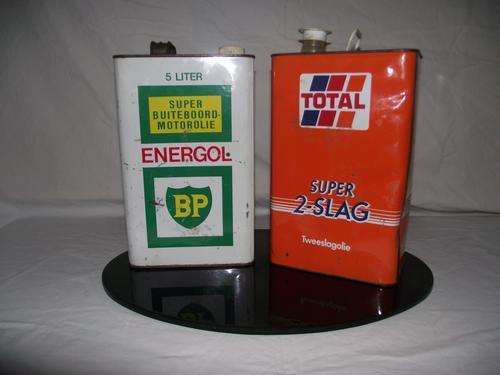 5 LITER
SUPER
BUITEBOORD-
MOTOROLIE
ENERGOL
BP
TOTAL
SUPER
2-SLAG
Tweeslagolie